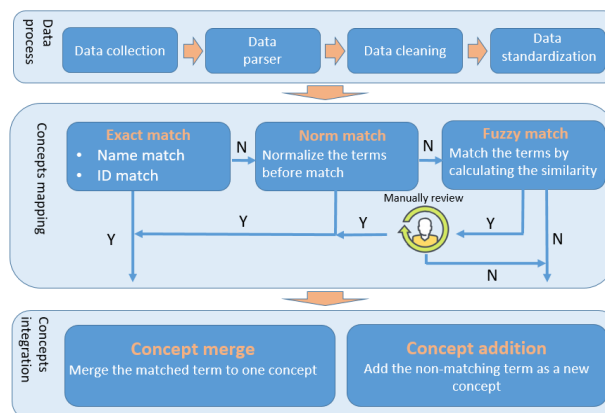 Data
process
Data collection
Data
parser
Data cleaning
Data
standardization
Concepts mapping
Exact match
• Name match
• ID match
N
Norm match
Normalize the terms
before match
N
Fuzzy match
Match the terms by
calculating the similarity
Manually review
Y
Y
Y
Y
N
N
Concepts
integration
Concept merge
Merge the matched term to one concept
Concept addition
Add the non-matching term as a new
concept